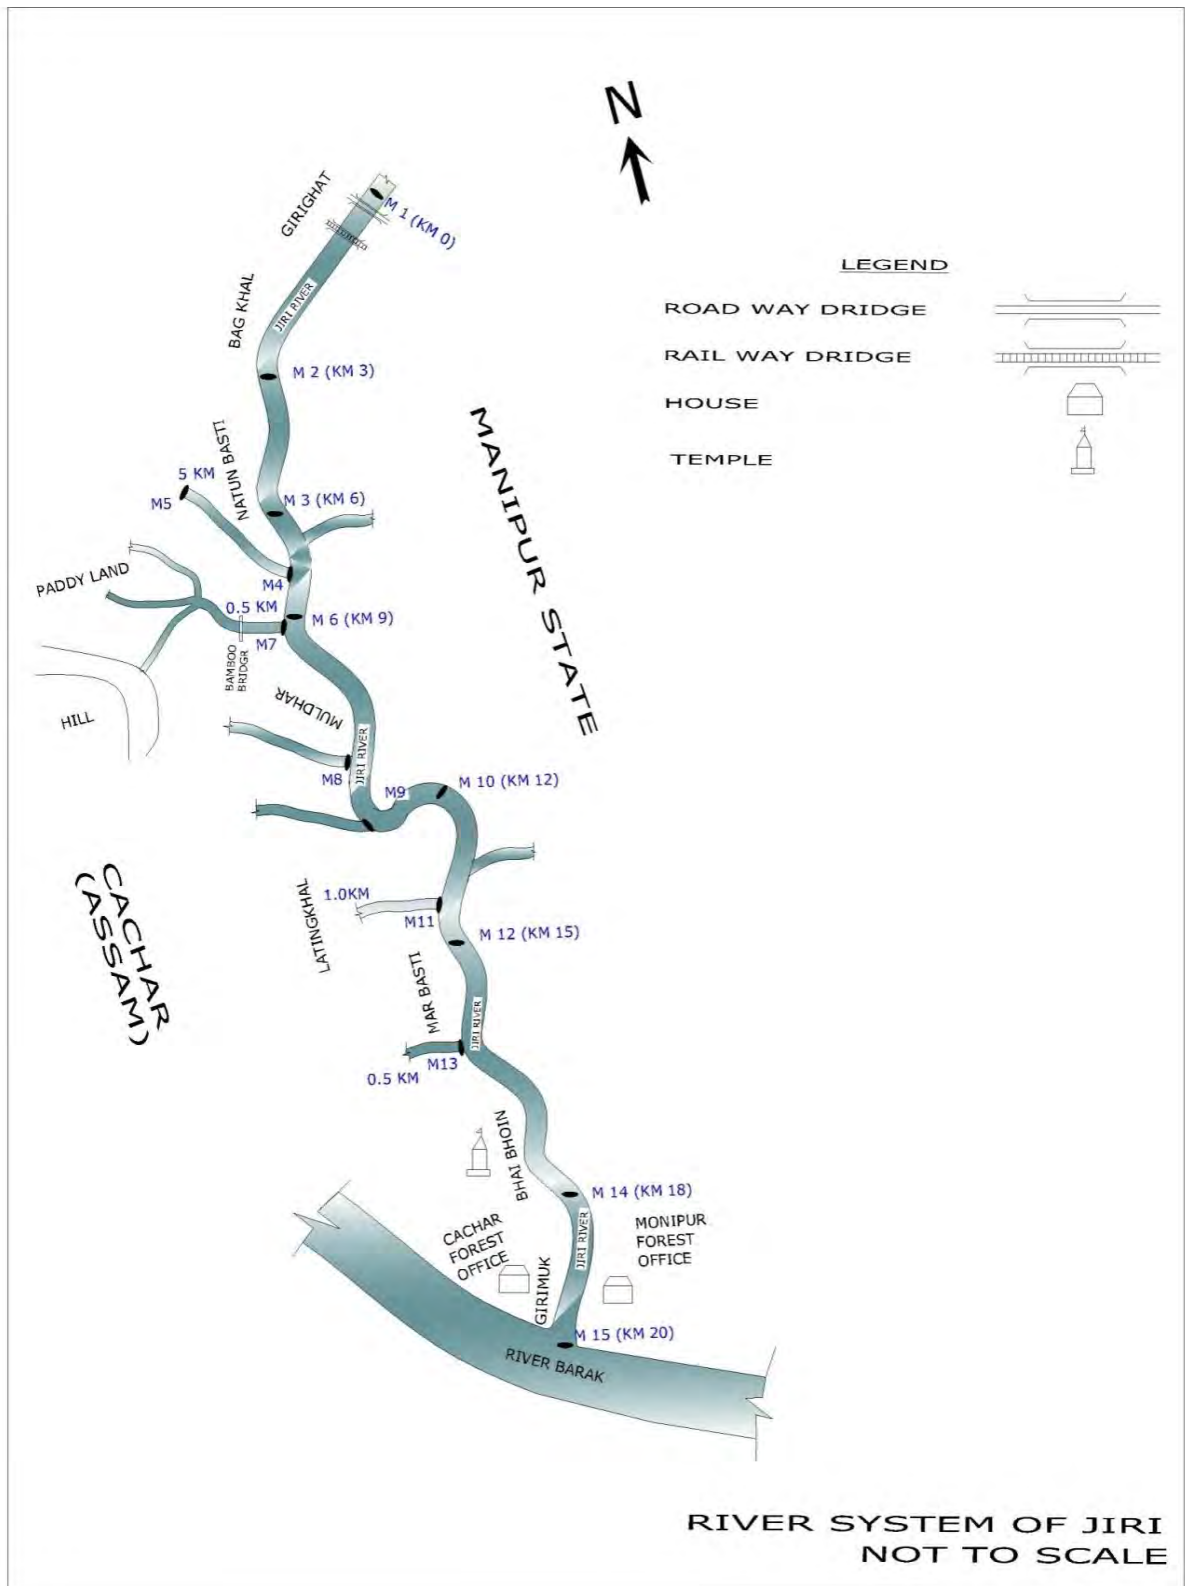 N
GIRIGHAT
M 1 (KM 0)
BAG KHAL
JIRI RIVER
M 2 (KM 3)
LEGEND
ROAD WAY DRIDGE
RAIL WAY DRIDGE
HOUSE
TEMPLE
MANIPUR STATE
NATUN BASTI
5 KM
M5
M 3 (KM 6)
PADDY LAND
M4
0.5 KM
M 6 (KM 9)
M7
BAMBOO
BRIDGR
HILL
MULDHAR
JIRI RIVER
M8
M9
M 10 (KM 12)
CACHAR
(ASSAM)
LATINGKHAL
1.0KM
M11
M 12 (KM 15)
MAR BASTI
JIRI RIVER
M13
0.5 KM
BHAI BHOIN
M 14 (KM 18)
CACHAR
FOREST
OFFICE
JIRI RIVER
MONIPUR
FOREST
OFFICE
GIRIMUK
M 15 (KM 20)
RIVER BARAK
RIVER SYSTEM OF JIRI
NOT TO SCALE